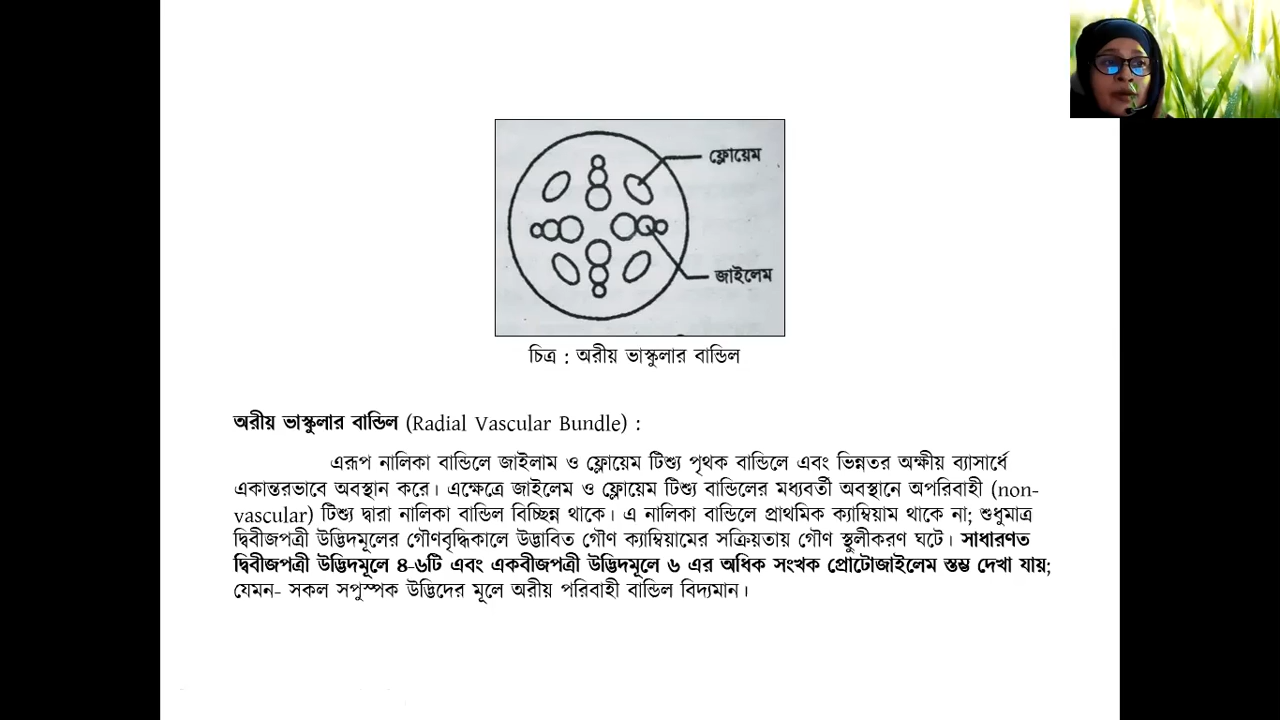 ফ্লোয়েম
জাইলেম
চিত্র : অরীয় ভাস্কুলার বান্ডিল
অরীয় ভাস্কুলার বান্ডিল (Radial Vascular Bundle) :
এরূপ নালিকা বান্ডিলে জাইলাম ও ফ্লোয়েম টিশ্যু পৃথক বান্ডিলে এবং ভিন্নতর অক্ষীয় ব্যাসার্ধে
একান্তরভাবে অবস্থান করে। এক্ষেত্রে জাইলেম ও ফ্লোয়েম টিশ্যু বান্ডিলের মধ্যবর্তী অবস্থানে অপরিবাহী (non-
vascular) টিশ্যু দ্বারা নালিকা বান্ডিল বিচ্ছিন্ন থাকে। এ নালিকা বান্ডিলে প্রাথমিক ক্যাম্বিয়াম থাকে না; শুধুমাত্র
দ্বিবীজপত্রী উদ্ভিদমূলের গৌণবৃদ্ধিকালে উদ্ভাবিত গৌণ ক্যাম্বিয়ামের সক্রিয়তায় গৌণ স্থূলীকরণ ঘটে। সাধারণত
দ্বিবীজপত্রী উদ্ভিদমূলে ৪-৬টি এবং একবীজপত্রী উদ্ভিদমূলে ৬ এর অধিক সংখক প্রোটোজাইলেম স্তম্ভ দেখা যায়;
যেমন- সকল সপুস্পক উদ্ভিদের মূলে অরীয় পরিবাহী বান্ডিল বিদ্যমান।